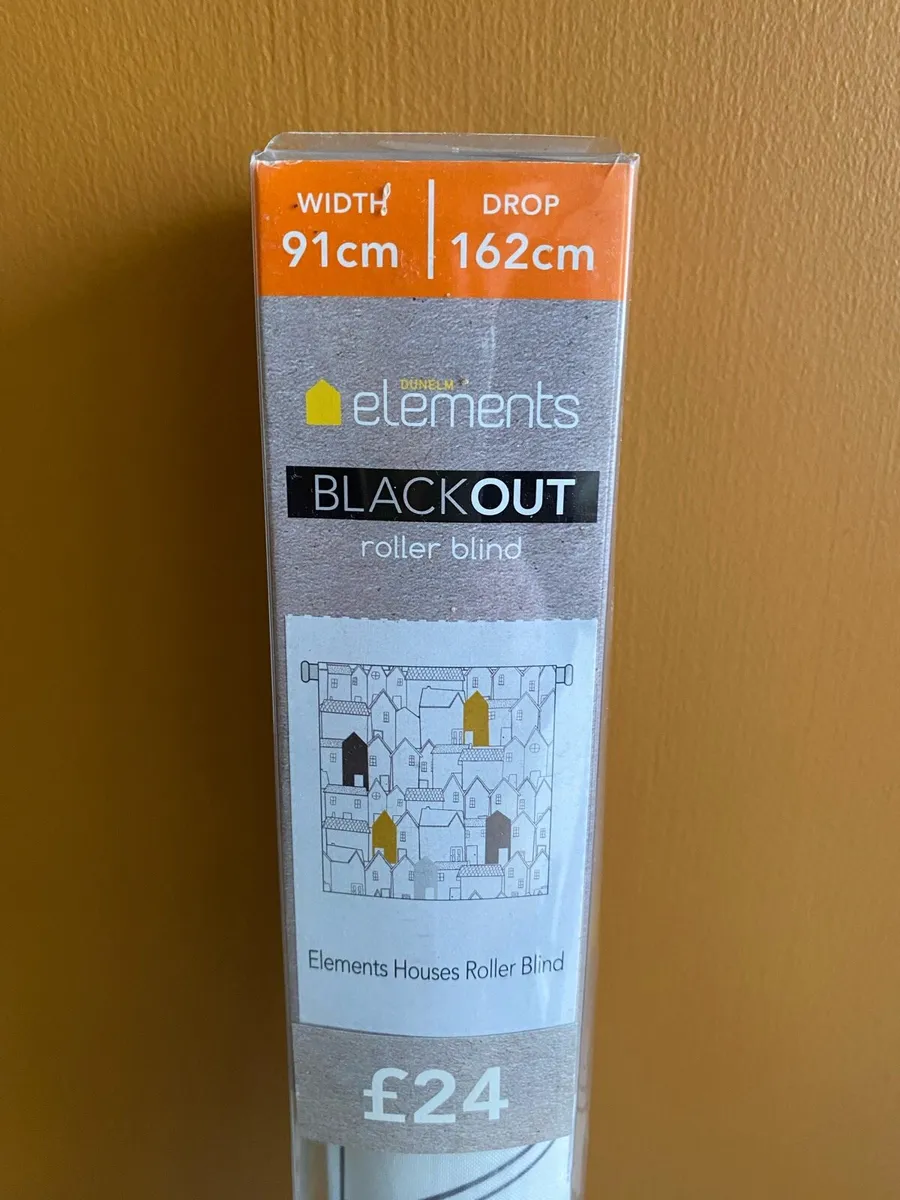 WIDTH DROP
91cm 162cm
DUNELM
elements
BLACKOUT
roller blind
Elements Houses Roller Blind
£24